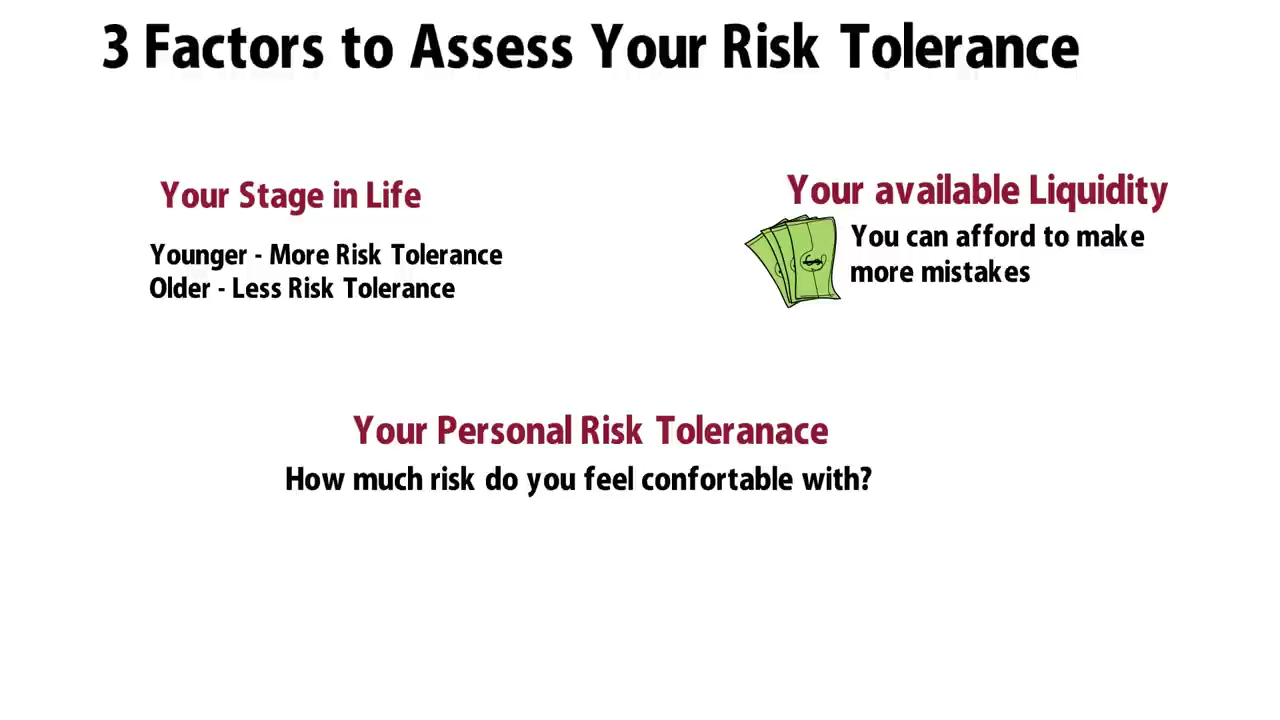 3 Factors to Assess Your Risk Tolerance
Your Stage in Life
Younger - More Risk Tolerance
Older - Less Risk Tolerance
Your available Liquidity
You can afford to make
more mistakes
Your Personal Risk Toleranace
How much risk do you feel confortable with?